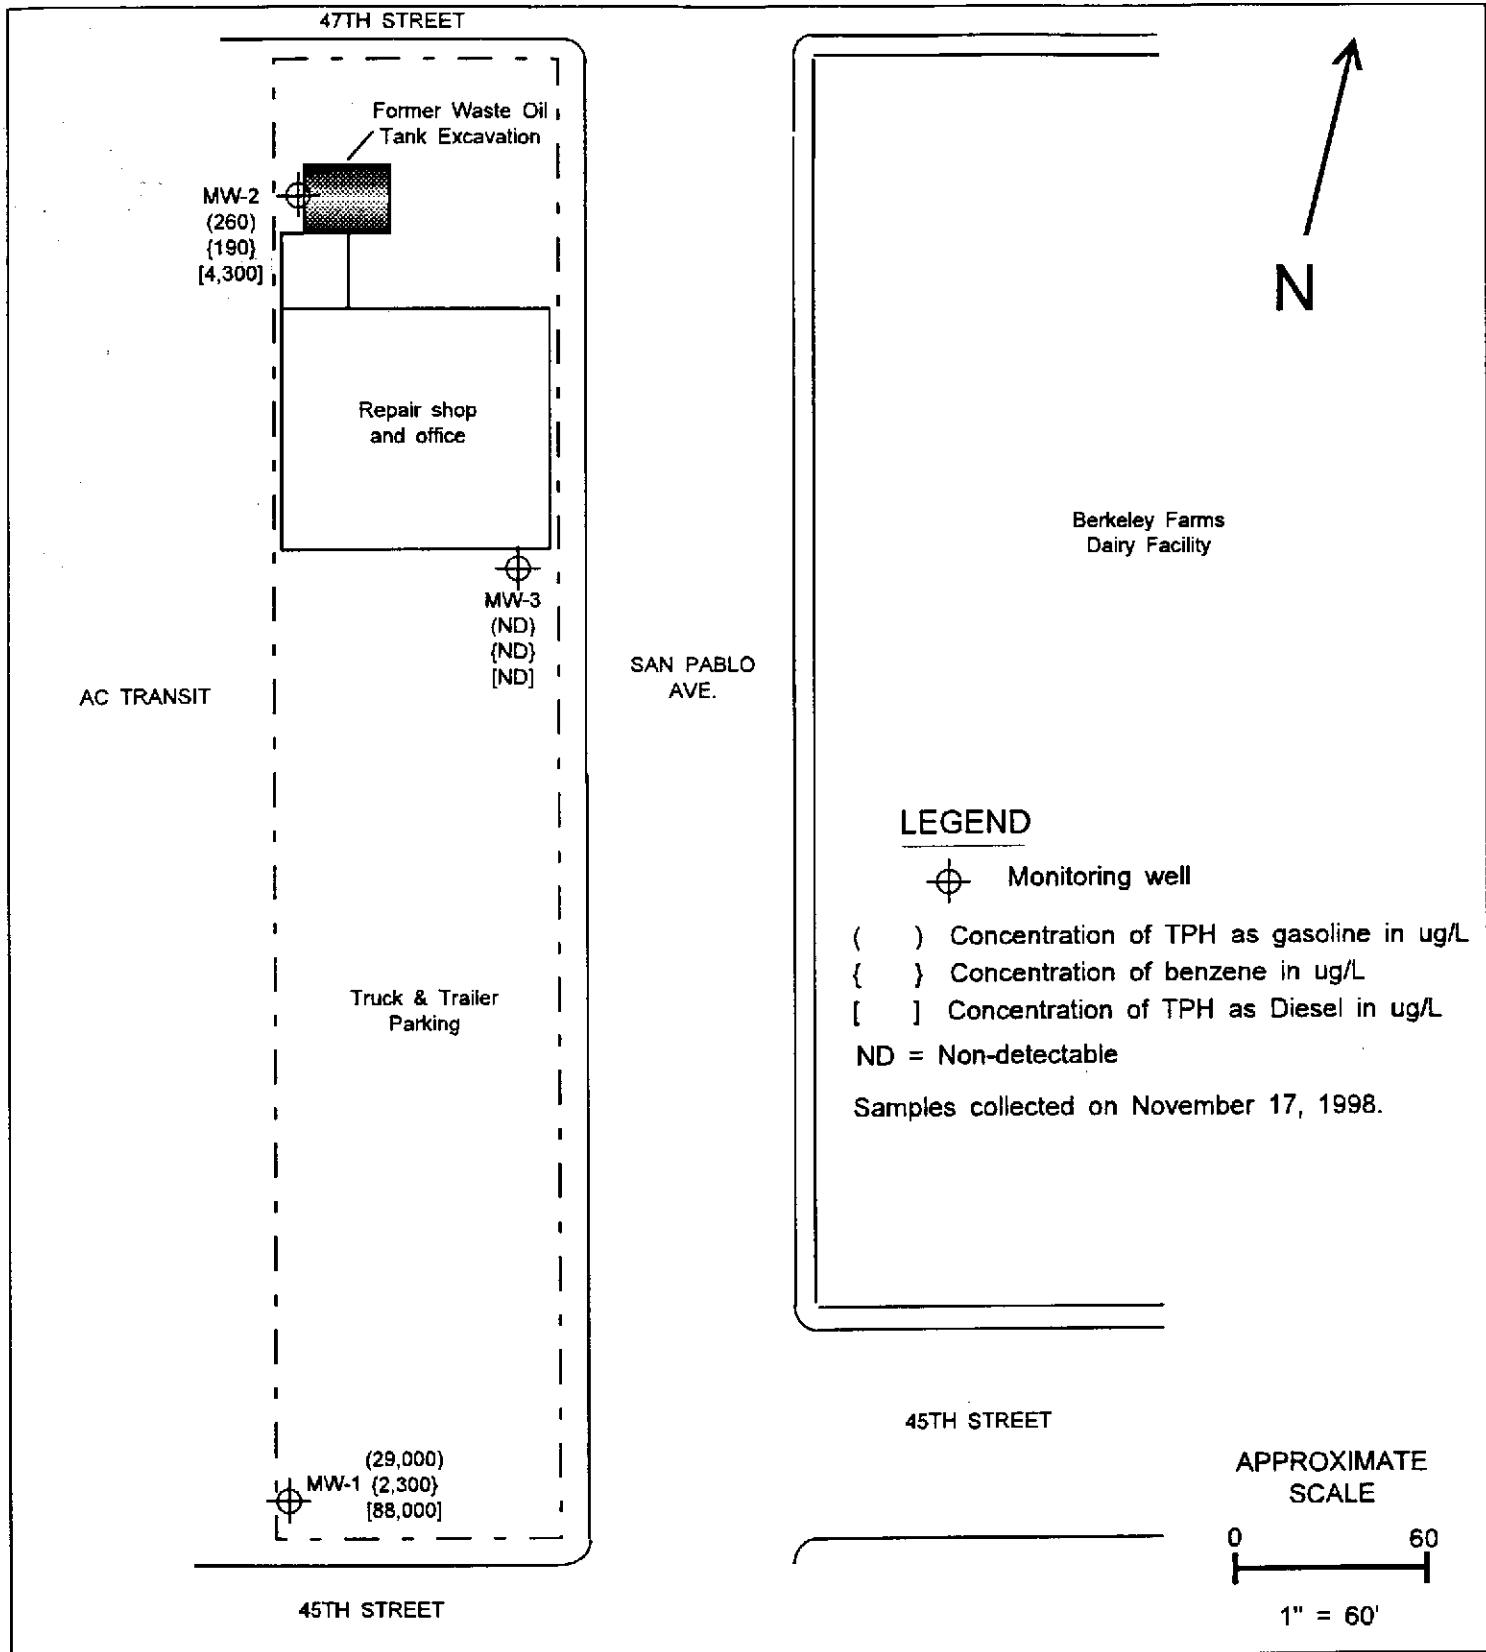 47TH STREET
Former Waste Oil
Tank Excavation
MW-2
(260)
{190}
[4,300]
N
Repair shop
and office
Berkeley Farms
Dairy Facility
MW-3
(ND)
{ND}
[ND]
SAN PABLO
AVE.
AC TRANSIT
LEGEND
Monitoring well
( ) Concentration of TPH as gasoline in ug/L
{ } Concentration of benzene in ug/L
[ ] Concentration of TPH as Diesel in ug/L
ND = Non-detectable
Samples collected on November 17, 1998.
Truck & Trailer
Parking
45TH STREET
(29,000)
MW-1 {2,300}
[88,000]
APPROXIMATE
SCALE
0 60
1" = 60'
45TH STREET